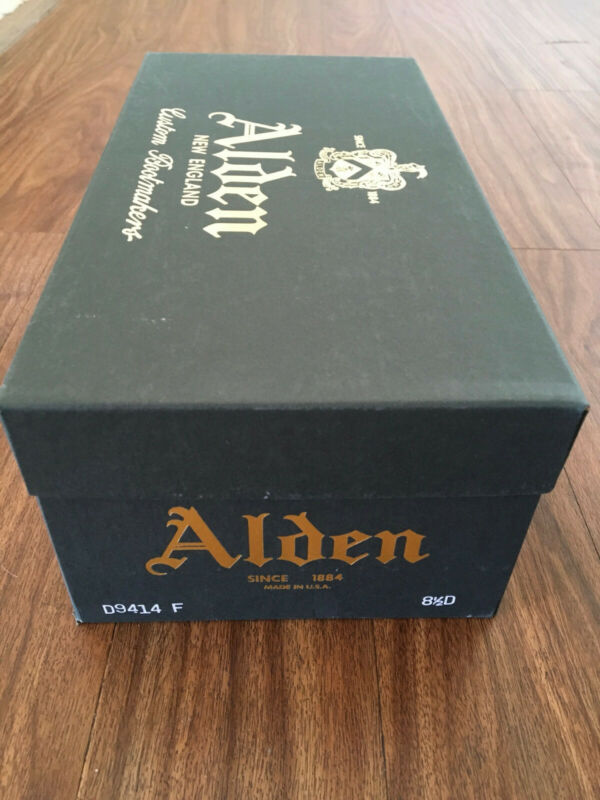 SINCE 1884
Alden
NEW ENGLAND
Custom Bootmakers
Alden
SINCE 1884
MADE IN U.S.A.
D9414 F 8½D